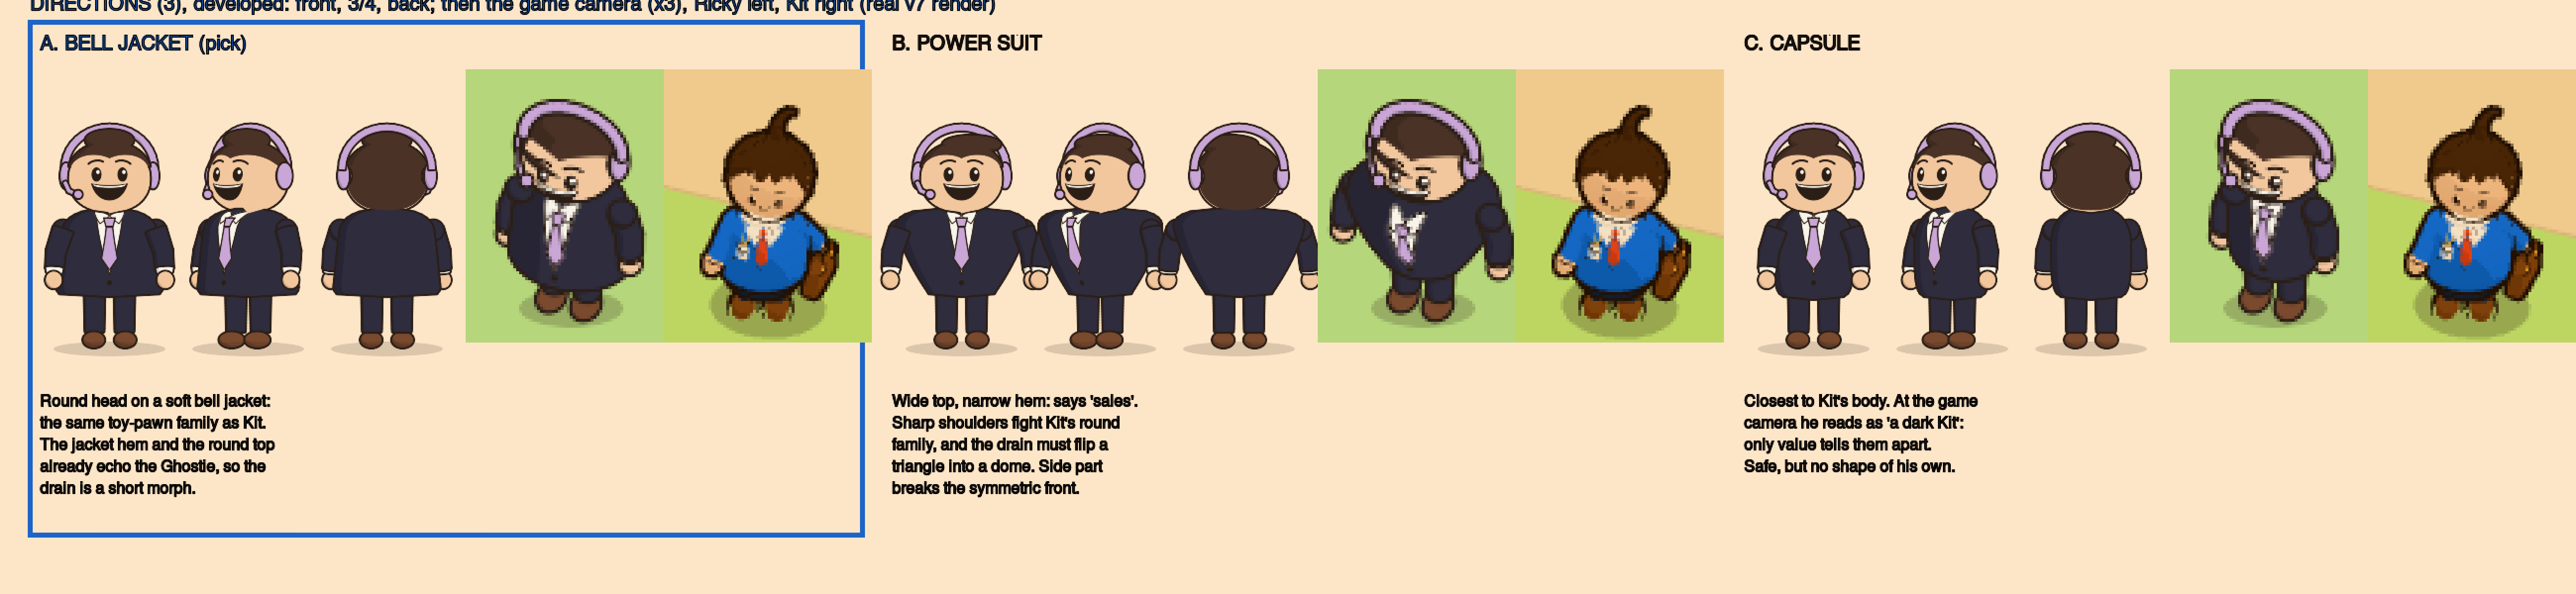 DIRECTIONS (3), developed: front, 3/4, back; then the game camera (x3), Ricky left, Kit right (real v7 render)
A. BELL JACKET (pick)
Round head on a soft bell jacket:
the same toy-pawn family as Kit.
The jacket hem and the round top
already echo the Ghostie, so the
drain is a short morph.
B. POWER SUIT
Wide top, narrow hem: says 'sales'.
Sharp shoulders fight Kit's round
family, and the drain must flip a
triangle into a dome. Side part
breaks the symmetric front.
C. CAPSULE
Closest to Kit's body. At the game
camera he reads as 'a dark Kit':
only value tells them apart.
Safe, but no shape of his own.